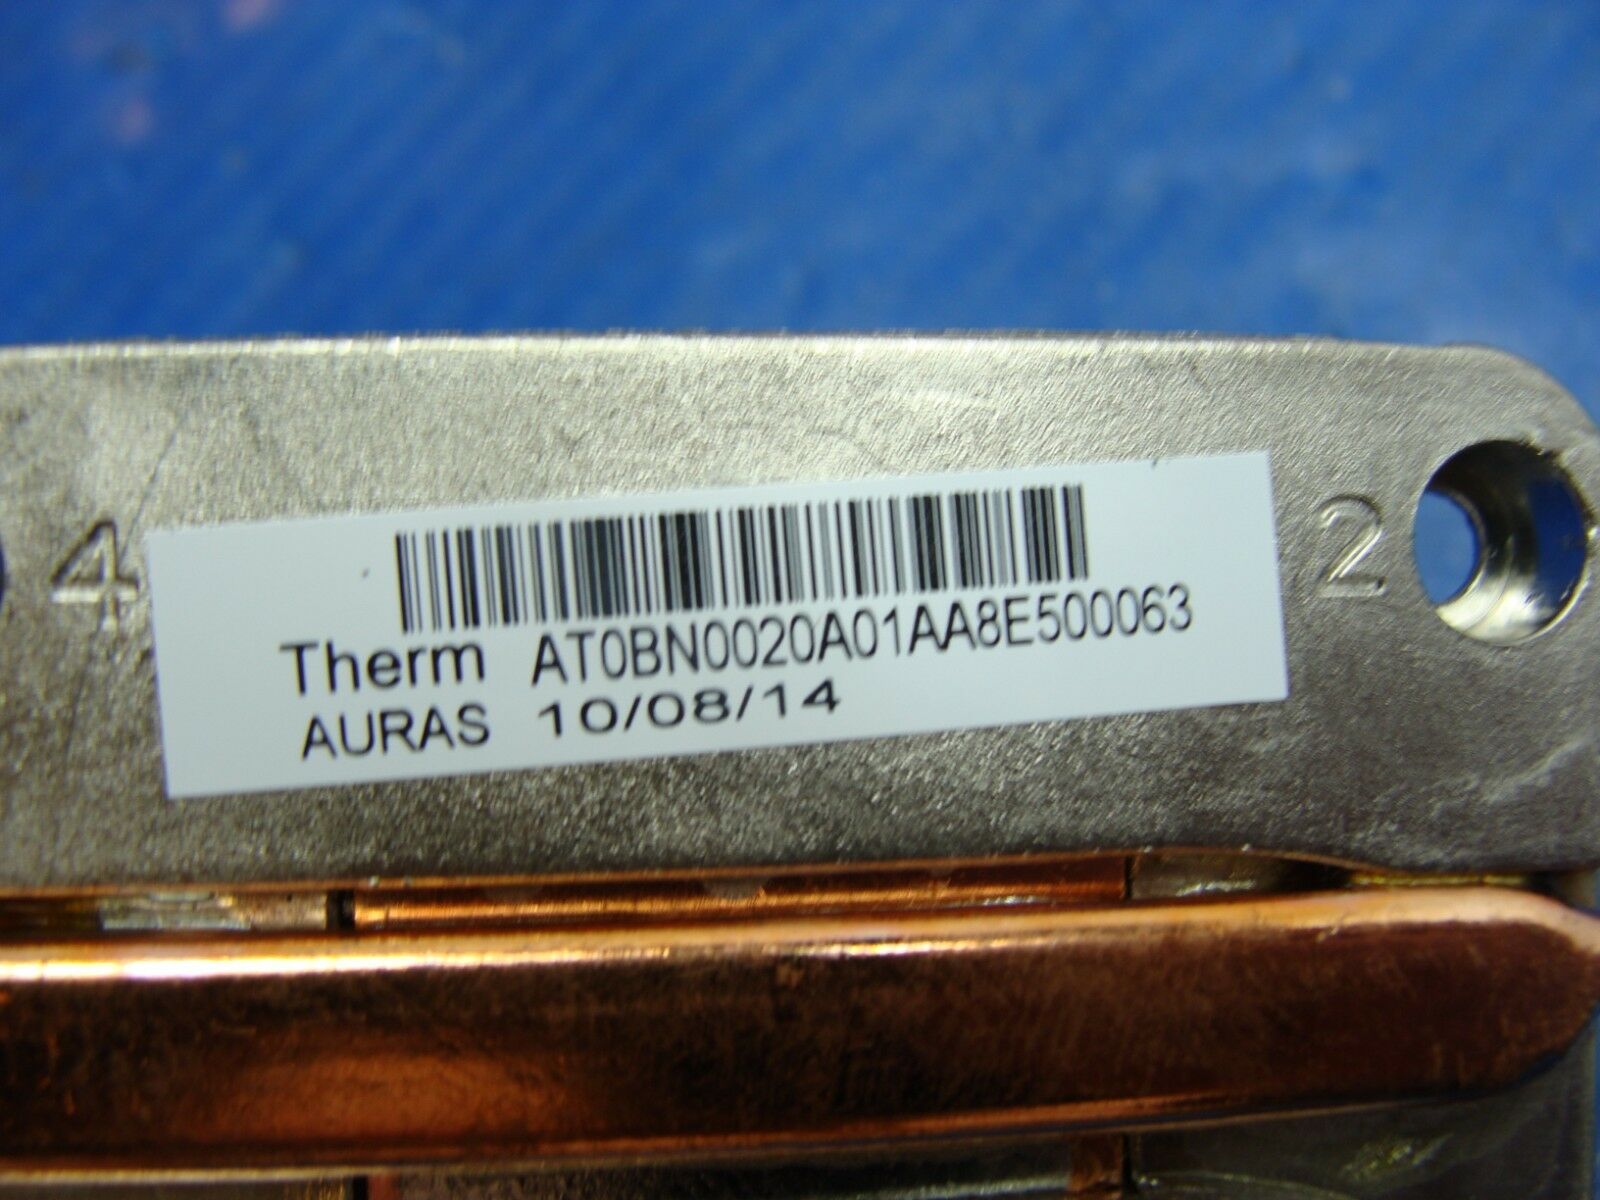 4
2
Therm AT0BN0020A01AA8E500063
AURAS 10/08/14